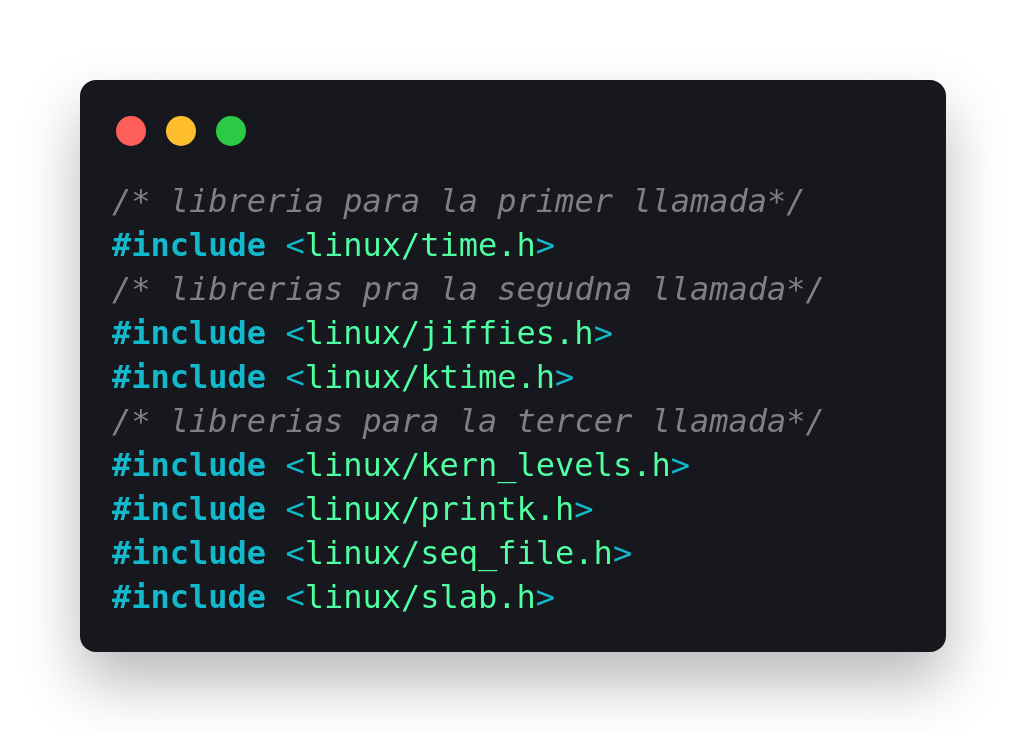 /* libreria para la primer llamada*/
#include <linux/time.h>
/* librerias pra la segudna llamada*/
#include <linux/jiffies.h>
#include <linux/ktime.h>
/* librerias para la tercer llamada*/
#include <linux/kern_levels.h>
#include <linux/printk.h>
#include <linux/seq_file.h>
#include <linux/slab.h>